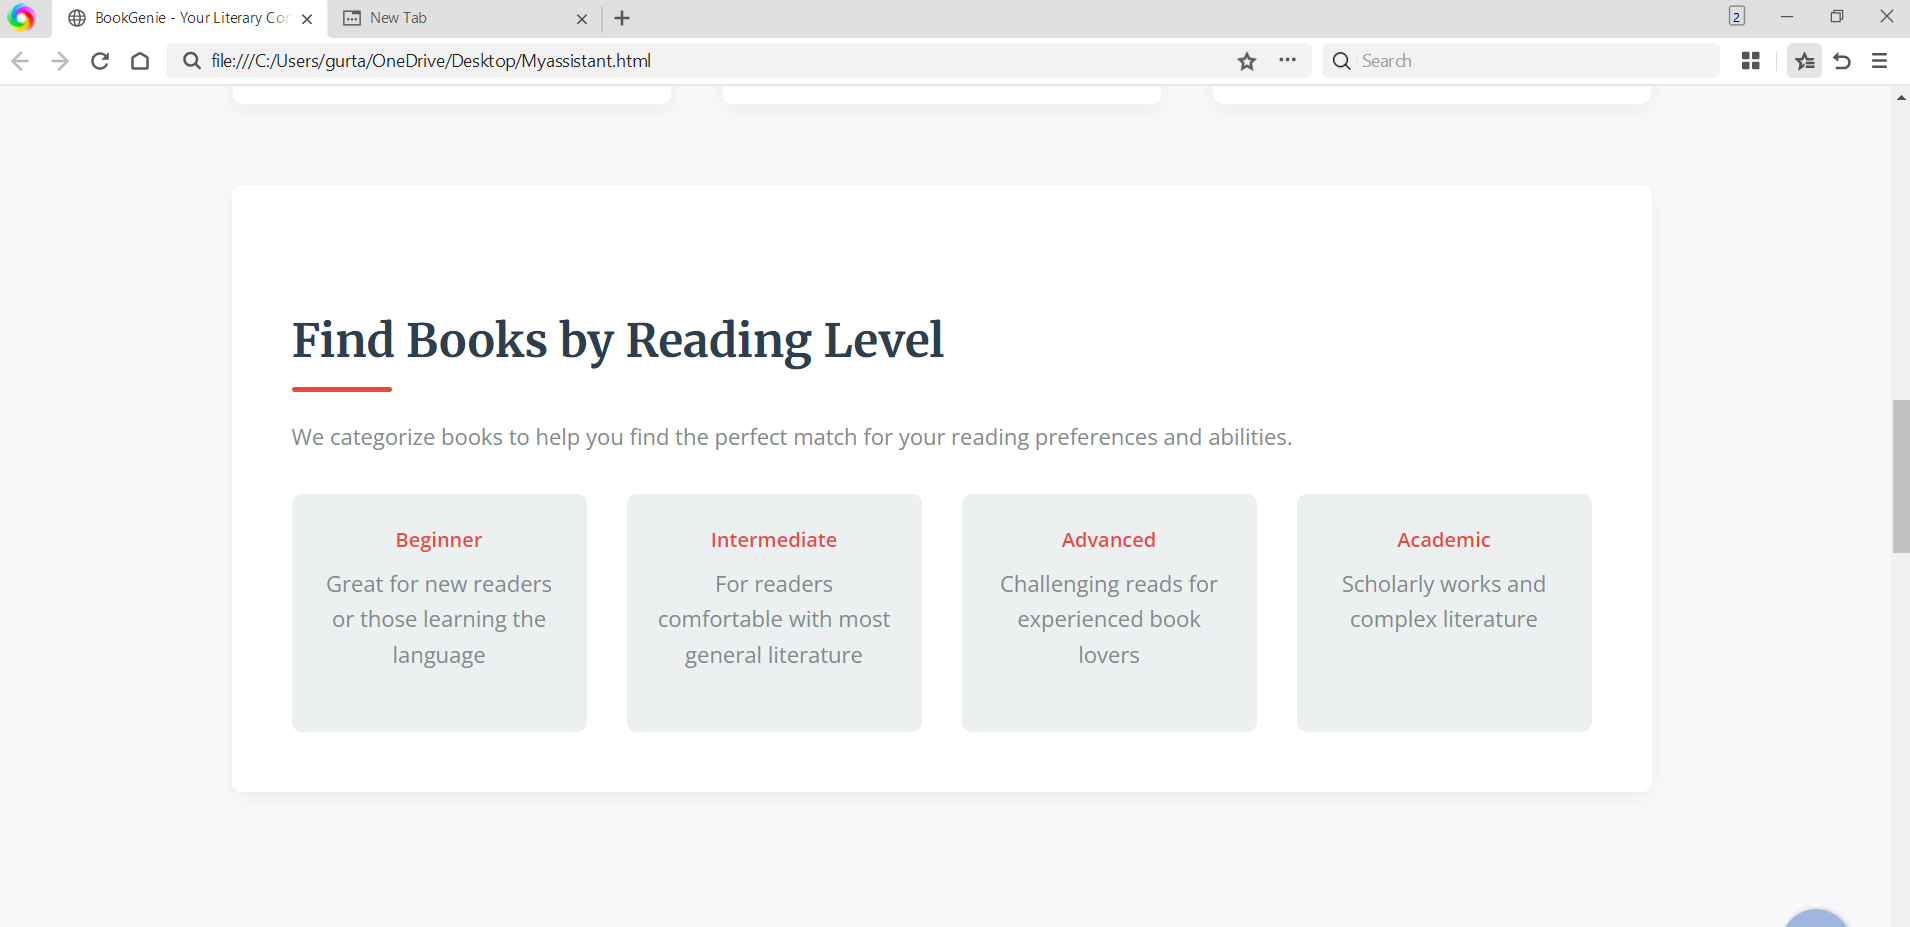 BookGenie - Your Literary Co
New Tab
2
file:///C:/Users/gurta/OneDrive/Desktop/Myassistant.html
Search
Find Books by Reading Level
We categorize books to help you find the perfect match for your reading preferences and abilities.
Beginner
Great for new readers
or those learning the
language
Intermediate
For readers
comfortable with most
general literature
Advanced
Challenging reads for
experienced book
lovers
Academic
Scholarly works and
complex literature